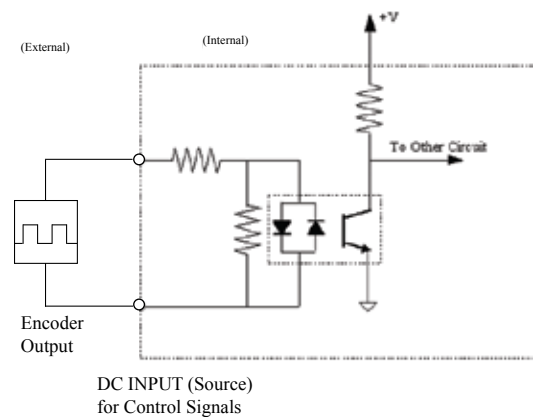 +V
(External)
(Internal)
To Other Circuit
Encoder
Output
DC INPUT (Source)
for Control Signals